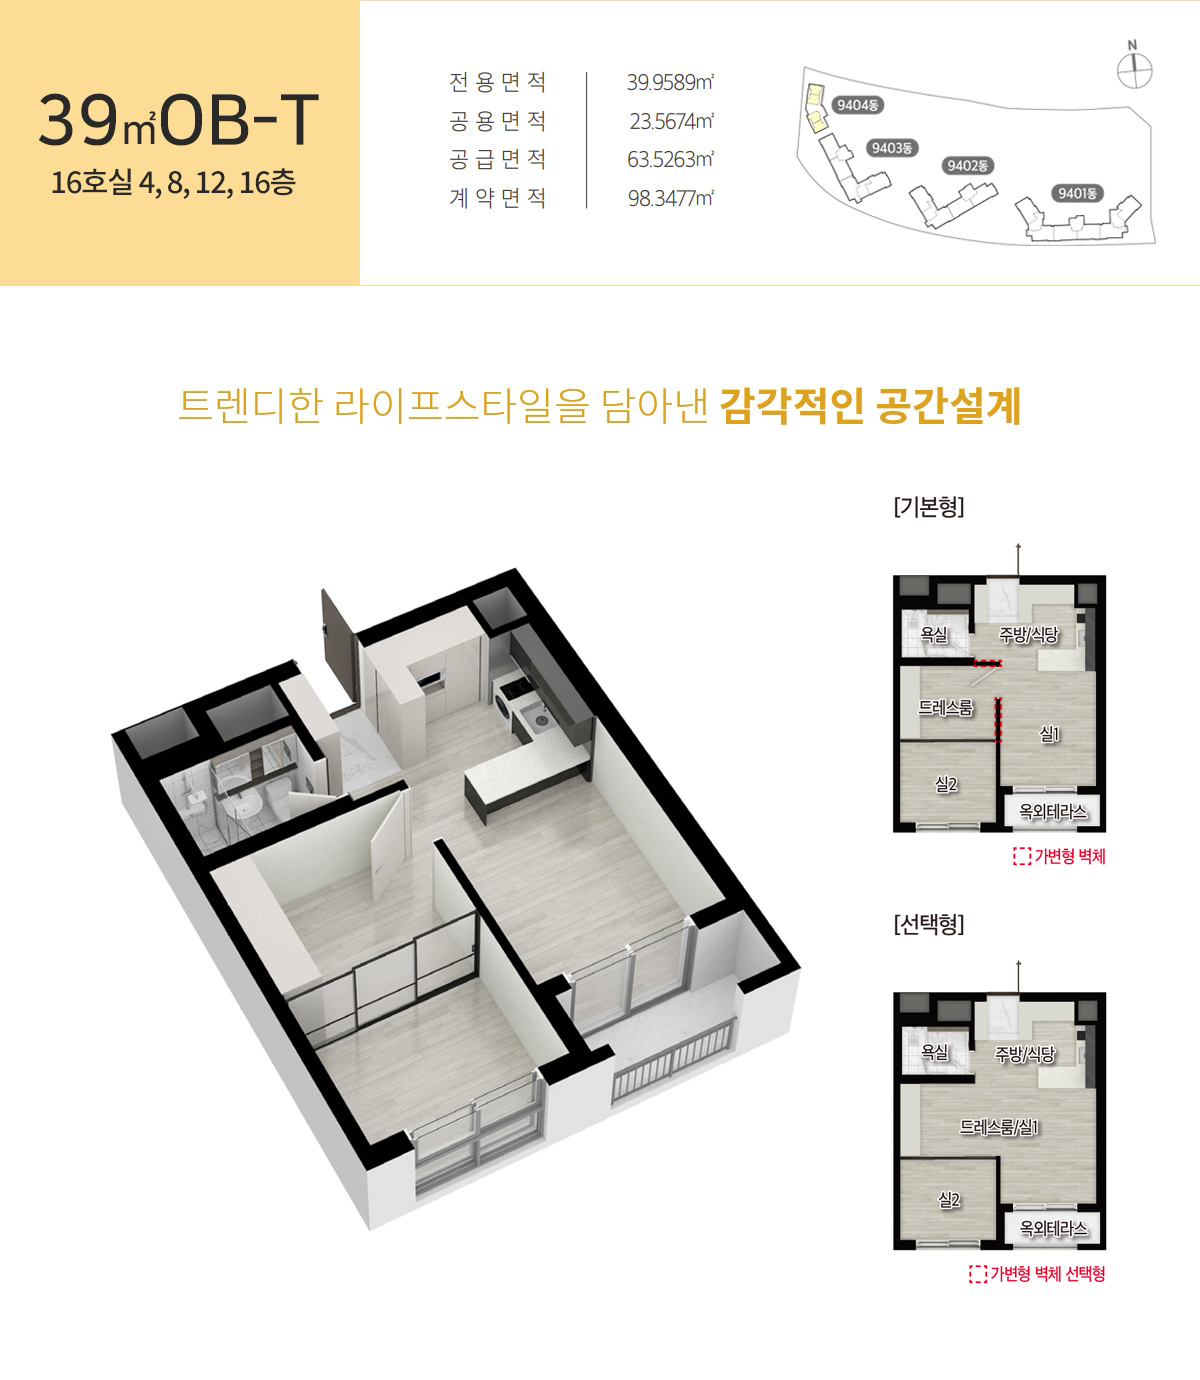 39㎡OB-T
16호실 4, 8, 12, 16층
전용면적 39.9589㎡
공용면적 23.5674㎡
공급면적 63.5263㎡
계약면적 98.3477㎡
N
9404동
9403동
9402동
9401동
트렌디한 라이프스타일을 담아낸 감각적인 공간설계
[기본형]
욕실
주방/식당
드레스룸
실1
실2
옥외테라스
가변형 벽체
[선택형]
욕실
주방/식당
드레스룸/실1
실2
옥외테라스
가변형 벽체 선택형